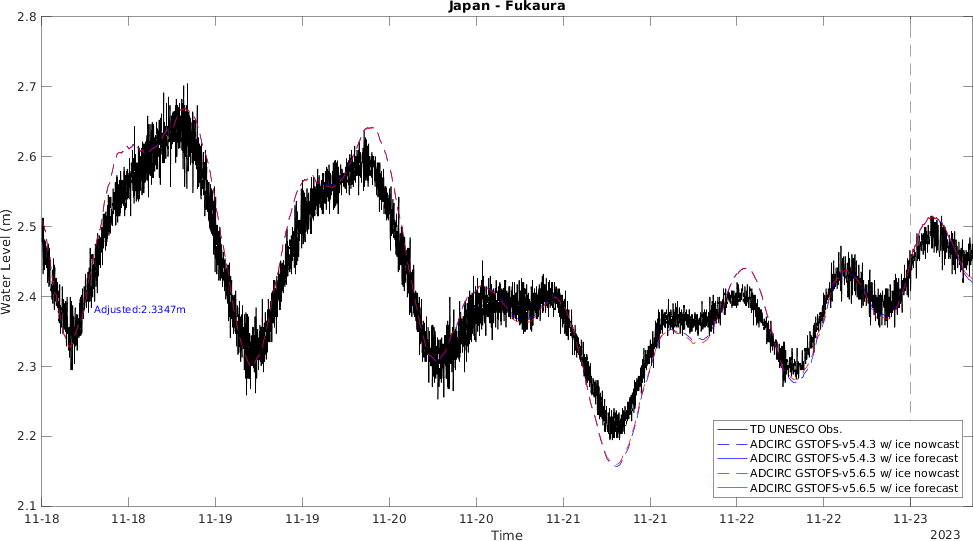 Japan - Fukaura
2.8
2.7
2.6
2.5
2.4
2.3
2.2
2.1
Water Level (m)
Adjusted:2.3347m
TD UNESCO Obs.
ADCIRC GSTOFS-v5.4.3 w/ ice nowcast
ADCIRC GSTOFS-v5.4.3 w/ ice forecast
ADCIRC GSTOFS-v5.6.5 w/ ice nowcast
ADCIRC GSTOFS-v5.6.5 w/ ice forecast
11-18 11-18 11-19 11-19 11-20 11-20 11-21 11-21 11-22 11-22 11-23
Time
2023